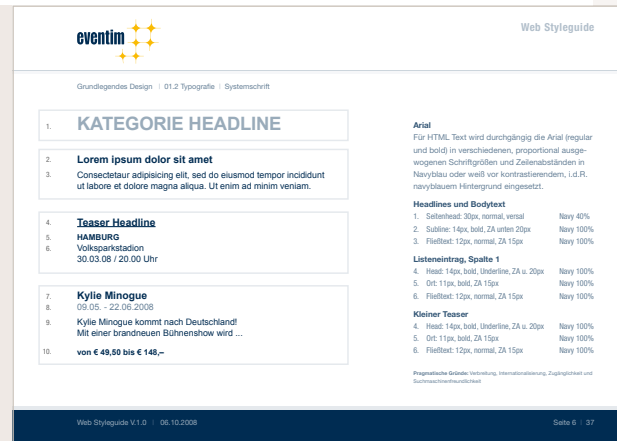 eventim
Web Styleguide
Grundlegendes Design | 01.2 Typografie | Systemschrift
1. KATEGORIE HEADLINE
2. Lorem ipsum dolor sit amet
3. Consectetaur adipisicing elit, sed do eiusmod tempor incididunt
ut labore et dolore magna aliqua. Ut enim ad minim veniam.
4. Teaser Headline
5. HAMBURG
6. Volksparkstadion
30.03.08 / 20.00 Uhr
7. Kylie Minogue
8. 09.05. - 22.06.2008
9. Kylie Minogue kommt nach Deutschland!
Mit einer brandneuen Bühnenshow wird ...
10. von € 49,50 bis € 148,–
Arial
Für HTML Text wird durchgängig die Arial (regular
und bold) in verschiedenen, proportional ausge-
wogenen Schriftgrößen und Zeilenabständen in
Navyblau oder weiß vor kontrastierendem, i.d.R.
navyblauem Hintergrund eingesetzt.
Headlines und Bodytext
1. Seitenhead: 30px, normal, versal Navy 40%
2. Subline: 14px, bold, ZA unten 20px Navy 100%
3. Fließtext: 12px, normal, ZA 15px Navy 100%
Listeneintrag, Spalte 1
4. Head: 14px, bold, Underline, ZA u. 20px Navy 100%
5. Ort: 11px, bold, ZA 15px Navy 100%
6. Fließtext: 12px, normal, ZA 15px Navy 100%
Kleiner Teaser
4. Head: 14px, bold, Underline, ZA u. 20px Navy 100%
5. Ort: 11px, bold, ZA 15px Navy 100%
6. Fließtext: 12px, normal, ZA 15px Navy 100%
Pragmatische Gründe: Verbreitung, Internationalisierung, Zugänglichkeit und
Suchmaschinenfreundlichkeit
Web Styleguide V.1.0 | 06.10.2008
Seite 6 | 37